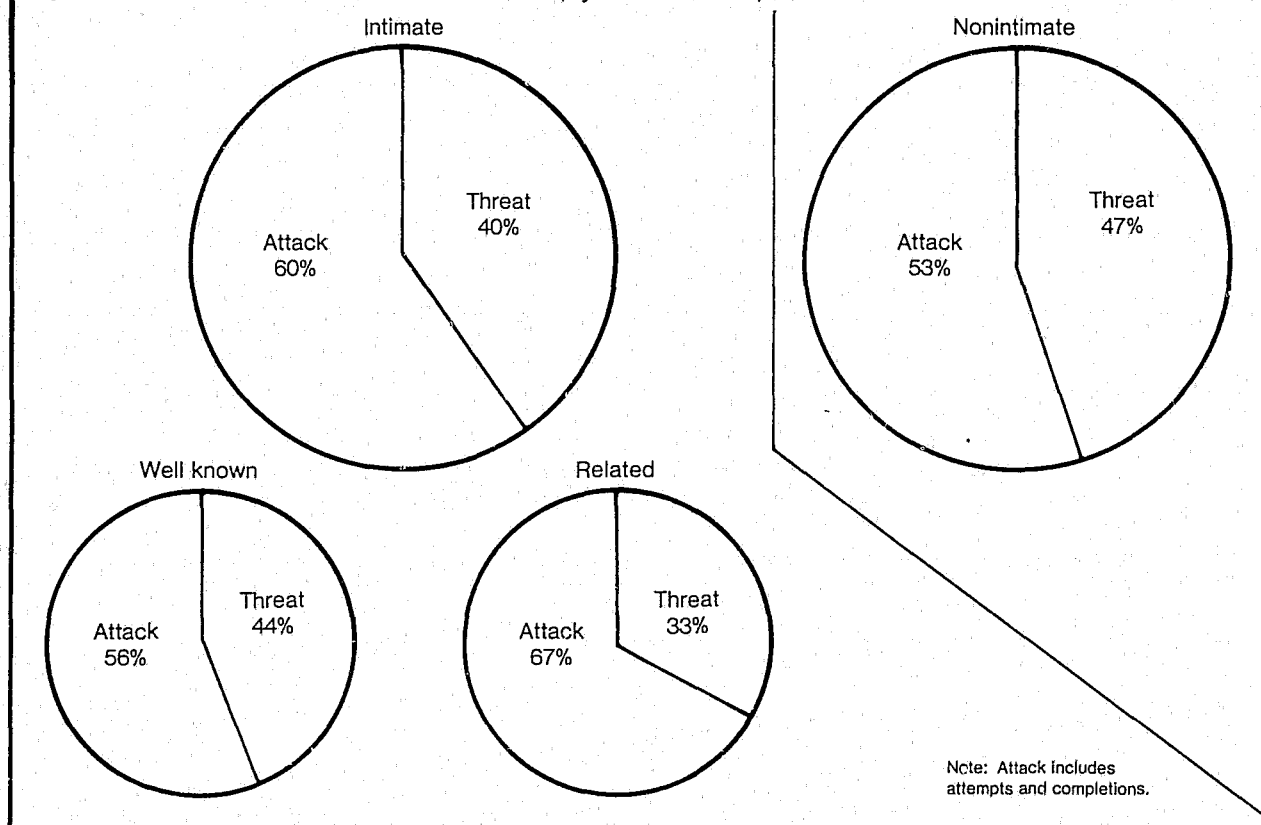 Intimate
Threat
40%
Attack
60%
Nonintimate
Threat
47%
Attack
53%
Well known
Threat
44%
Attack
56%
Related
Threat
33%
Attack
67%
Note: Attack includes
attempts and completions.